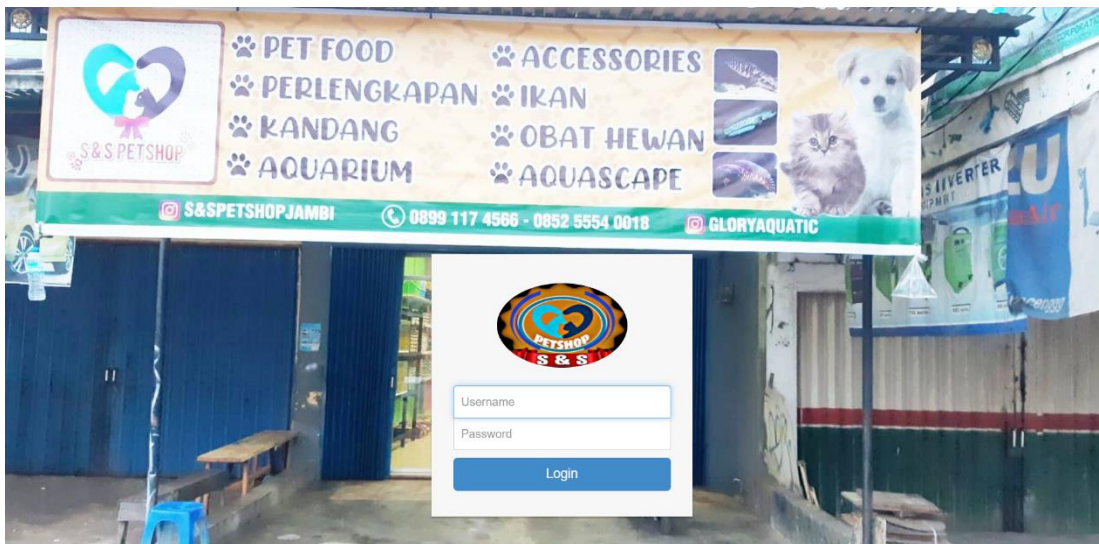 PET FOOD
PERLENGKAPAN
KANDANG
AQUARIUM
ACCESSORIES
IKAN
OBAT HEWAN
AQUASCAPE
S&S PETSHOP
S&SPETSHOPJAMBI
0899 117 4566 - 0852 5554 0018
GLORYAQUATIC
PETSHOP
S & S
Username
Password
Login